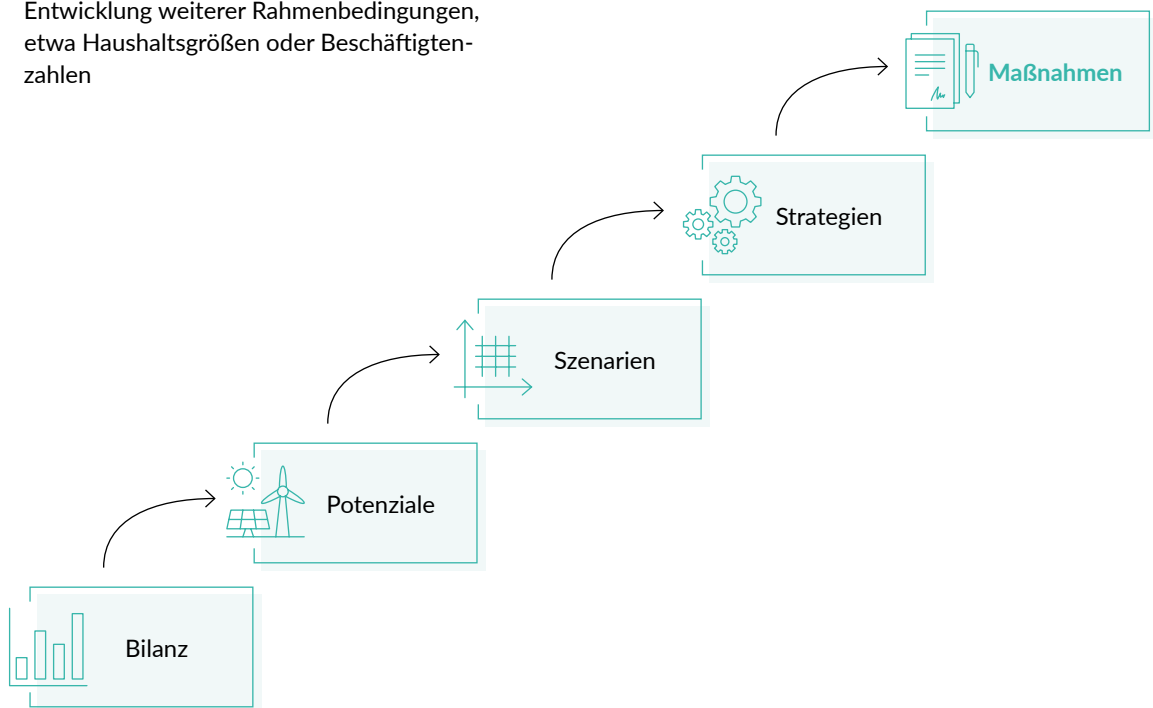 Entwicklung weiterer Rahmenbedingungen,
etwa Haushaltsgrößen oder Beschäftigten-
zahlen
Maßnahmen
Strategien
Szenarien
Potenziale
Bilanz